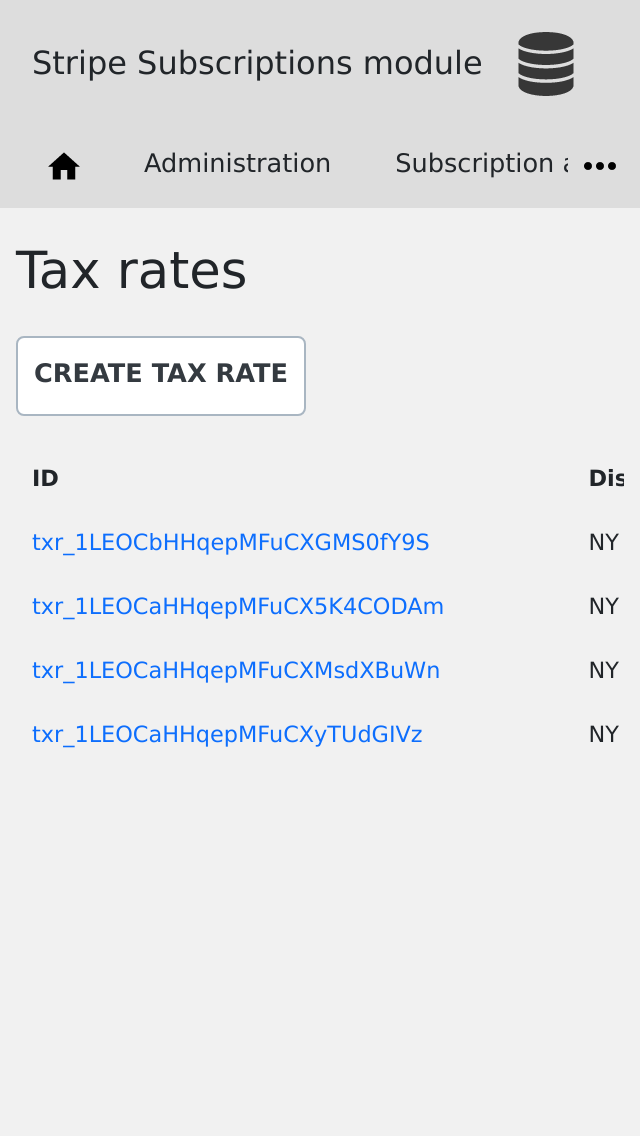 Stripe Subscriptions module
Administration Subscription
Tax rates
CREATE TAX RATE
ID
txr_1LEOCbHHqepMFuCXGMS0fY9S NY
txr_1LEOCaHHqepMFuCX5K4CODAm NY
txr_1LEOCaHHqepMFuCXMsdXBuWn NY
txr_1LEOCaHHqepMFuCXyTUdGIVz NY